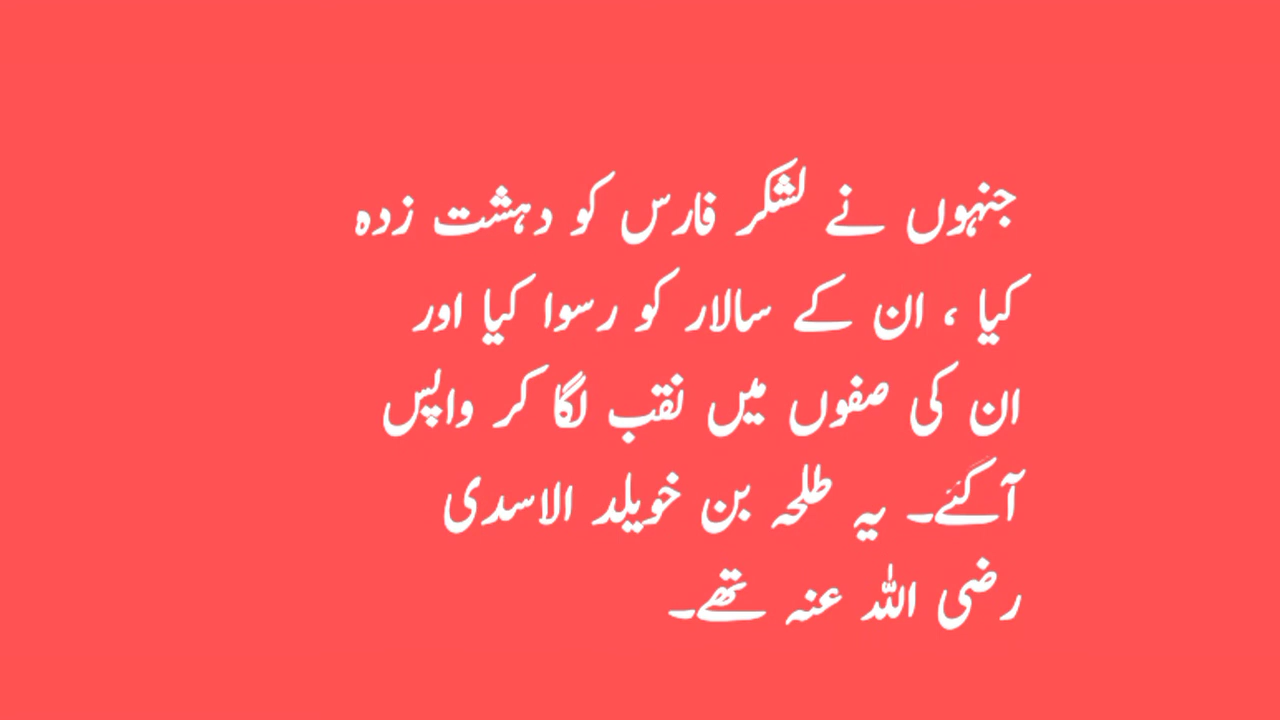 جنہوں نے لشکر فارس کو دہشت زدہ
کیا ، ان کے سالار کو رسوا کیا اور
ان کی صفوں میں نقب لگا کر واپس
آگئے۔ یہ طلحہ بن خویلد الاسدی
رضی اللہ عنہ تھے۔